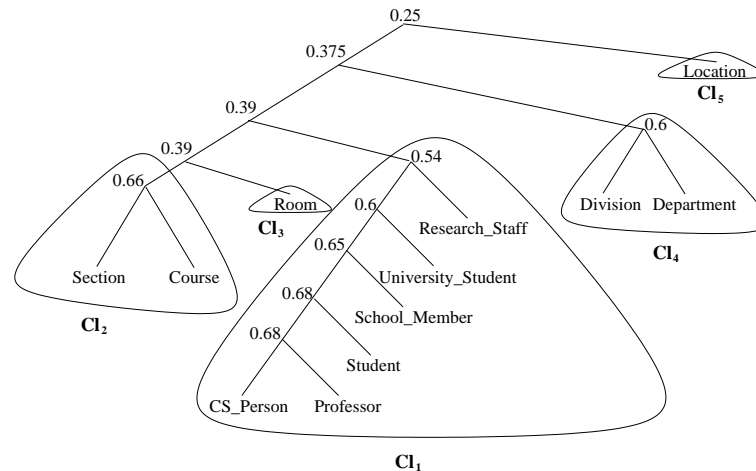 0.25
0.375
Location
Cl5
0.39
0.6
0.39
0.54
0.66
Room
Cl3
0.6
Division
Department
Research_Staff
Cl4
0.65
Section
Course
University_Student
0.68
School_Member
Cl2
0.68
Student
CS_Person
Professor
Cl1